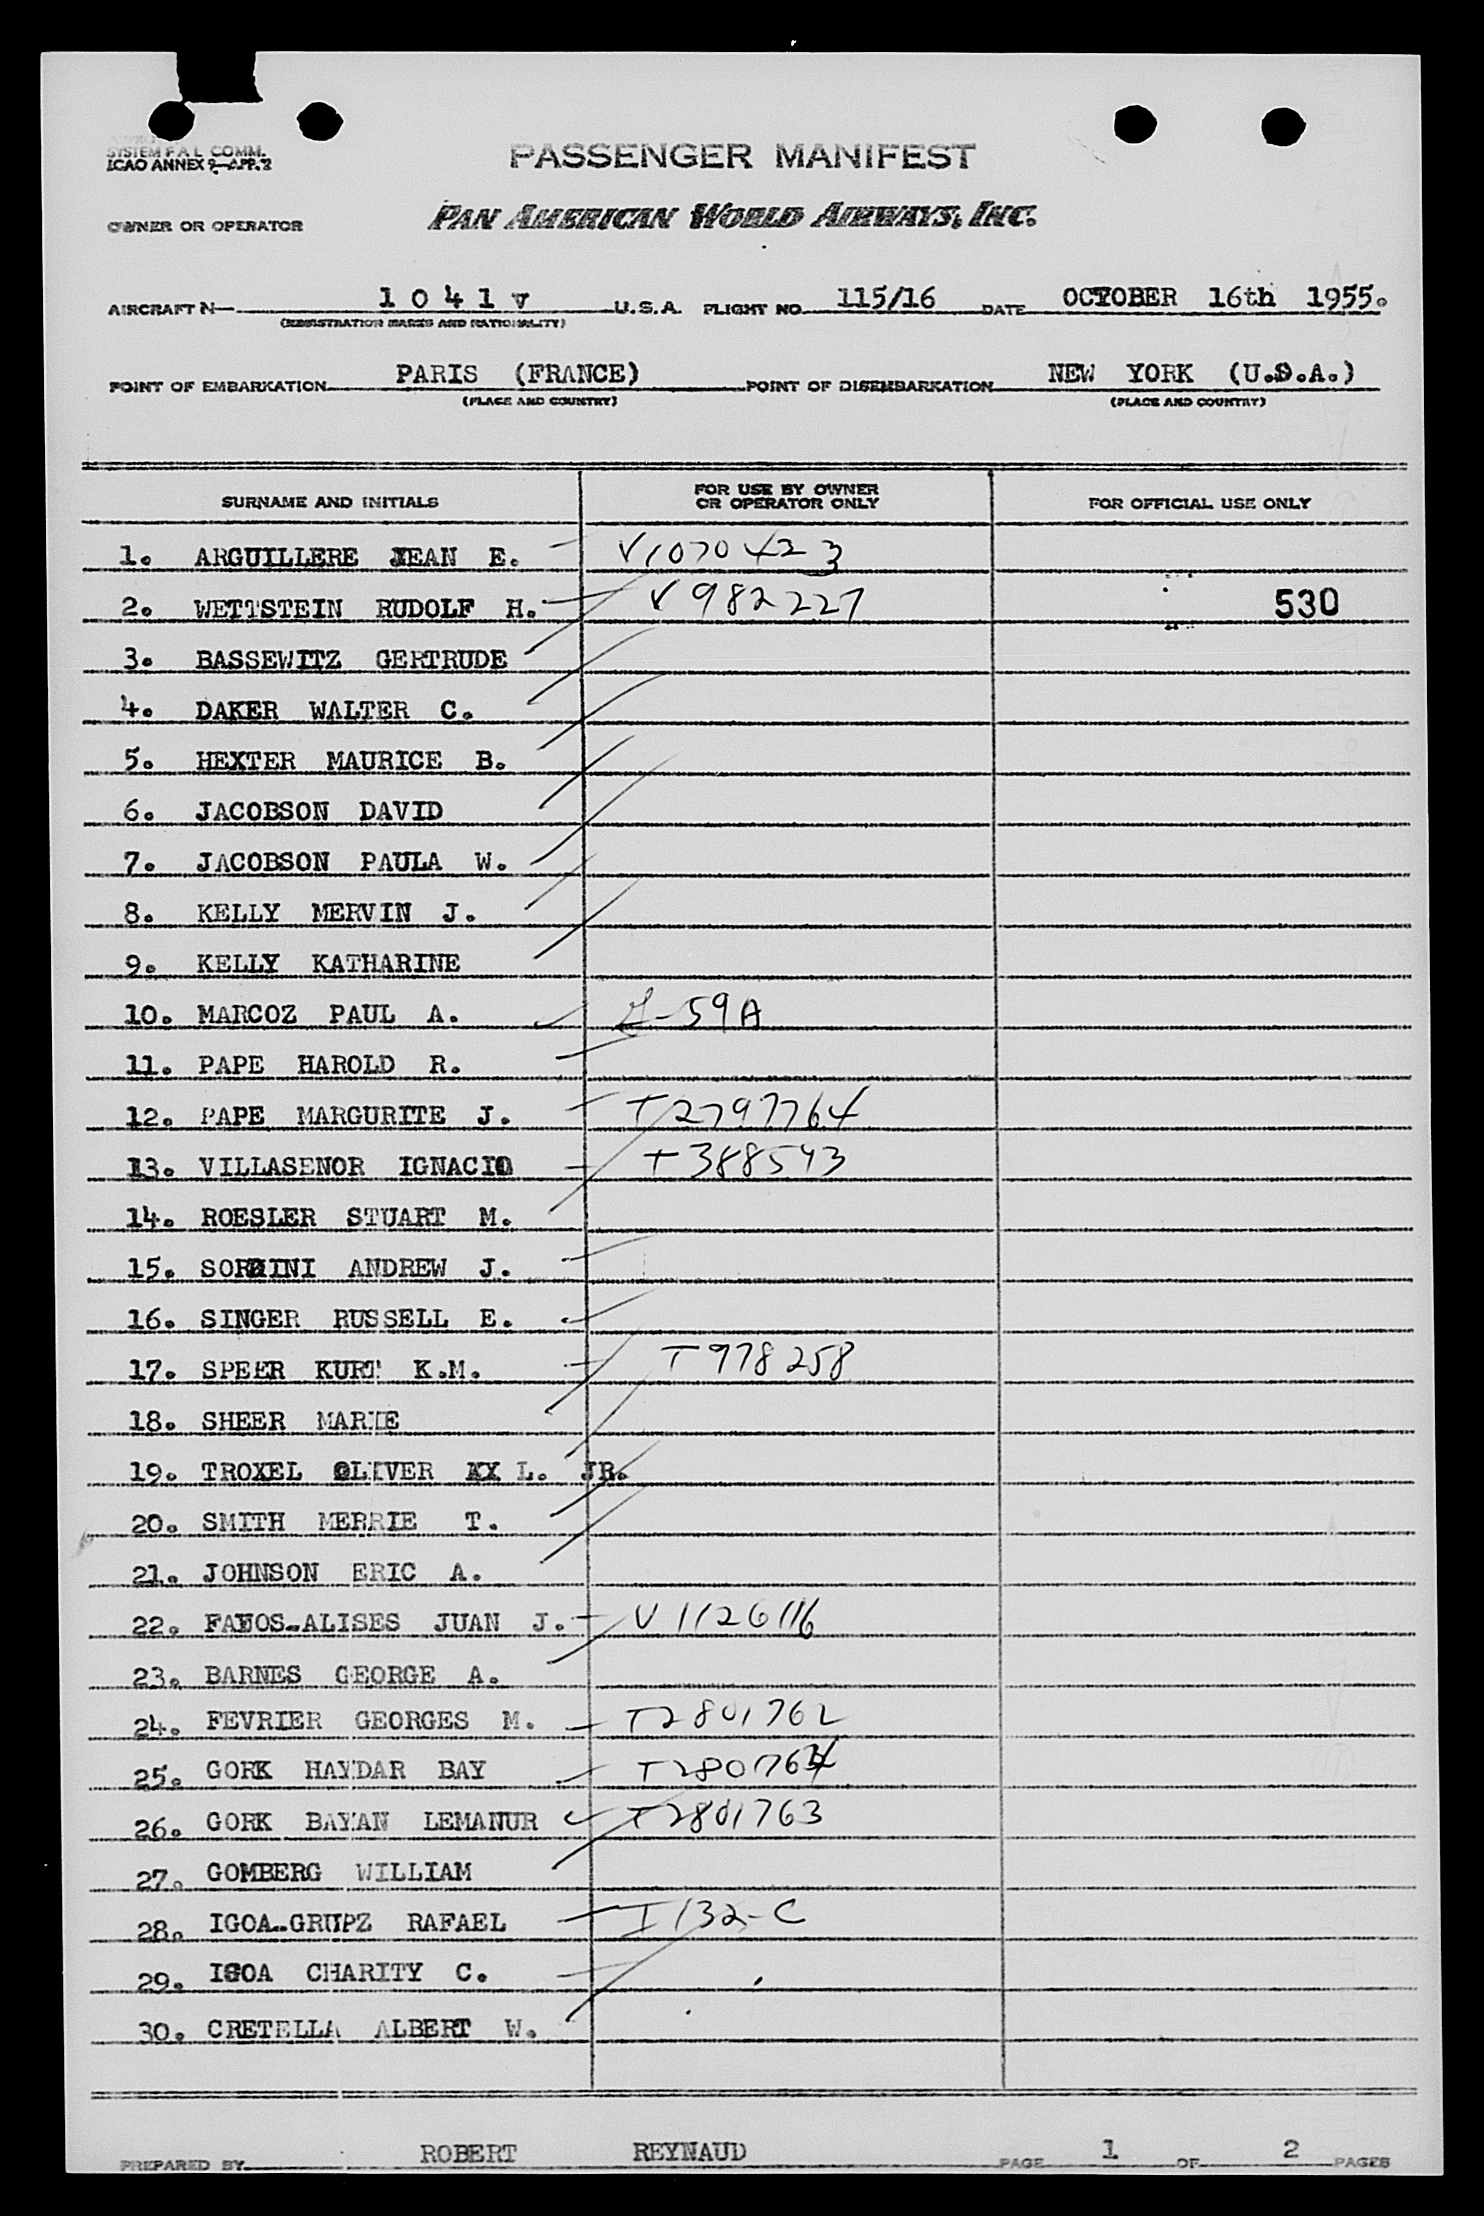 SYSTEM F.A.L. COMM.
ICAO ANNEX 9—APP. 2
PASSENGER MANIFEST
OWNER OR OPERATOR PAN AMERICAN WORLD AIRWAYS, INC.
AIRCRAFT N— 1 0 4 1 v U.S.A. FLIGHT NO. 115/16 DATE OCTOBER 16th 1955.
(REGISTRATION MARKS AND NATIONALITY)
POINT OF EMBARKATION PARIS (FRANCE) POINT OF DISEMBARKATION NEW YORK (U.S.A.)
(PLACE AND COUNTRY) (PLACE AND COUNTRY)
SURNAME AND INITIALS FOR USE BY OWNER OR OPERATOR ONLY FOR OFFICIAL USE ONLY
1. ARGUILLERE JEAN E. V1070423
2. WETTSTEIN RUDOLF H. V982227 530
3. BASSEWITZ GERTRUDE
4. DAKER WALTER C.
5. HEXTER MAURICE B.
6. JACOBSON DAVID
7. JACOBSON PAULA W.
8. KELLY MERVIN J.
9. KELLY KATHARINE
10. MARCOZ PAUL A. -59A
11. PAPE HAROLD R.
12. PAPE MARGURITE J. T2797764
13. VILLASENOR IGNACIO T388543
14. ROESLER STUART M.
15. ANDREW J.
16. SINGER RUSSELL E.
17. SPEER KURT K.M. T978258
18. SHEER MARIE
19. TROXEL OLIVER XX L. JR.
20. SMITH MERRIE T.
21. JOHNSON ERIC A.
22. FANOS-ALISES JUAN J. V1126116
23. BARNES GEORGE A.
24. FEVRIER GEORGES M. T2801762
25. GORK HAYDAR BAY T2801764
26. GORK BAYAN LEMANUR T2801763
27. GOMBERG WILLIAM
28. IGOA-GRUPZ RAFAEL I132-C
29. IGOA CHARITY C.
30. CRETELLA ALBERT W.
PREPARED BY ROBERT REYNAUD PAGE 1 OF 2 PAGES